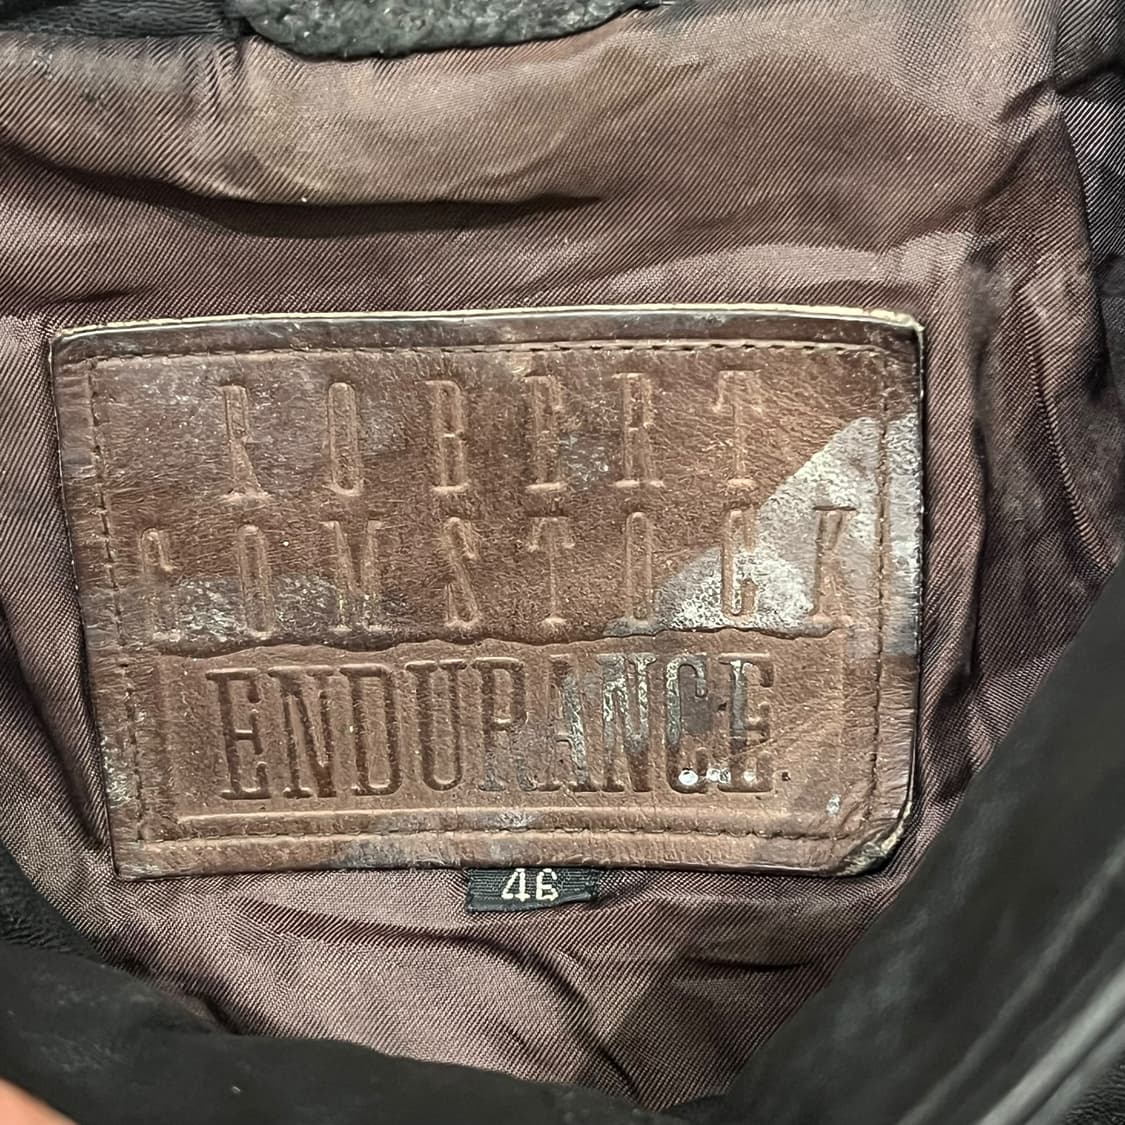 ROBERT
COMSTOCK
ENDURANCE
46